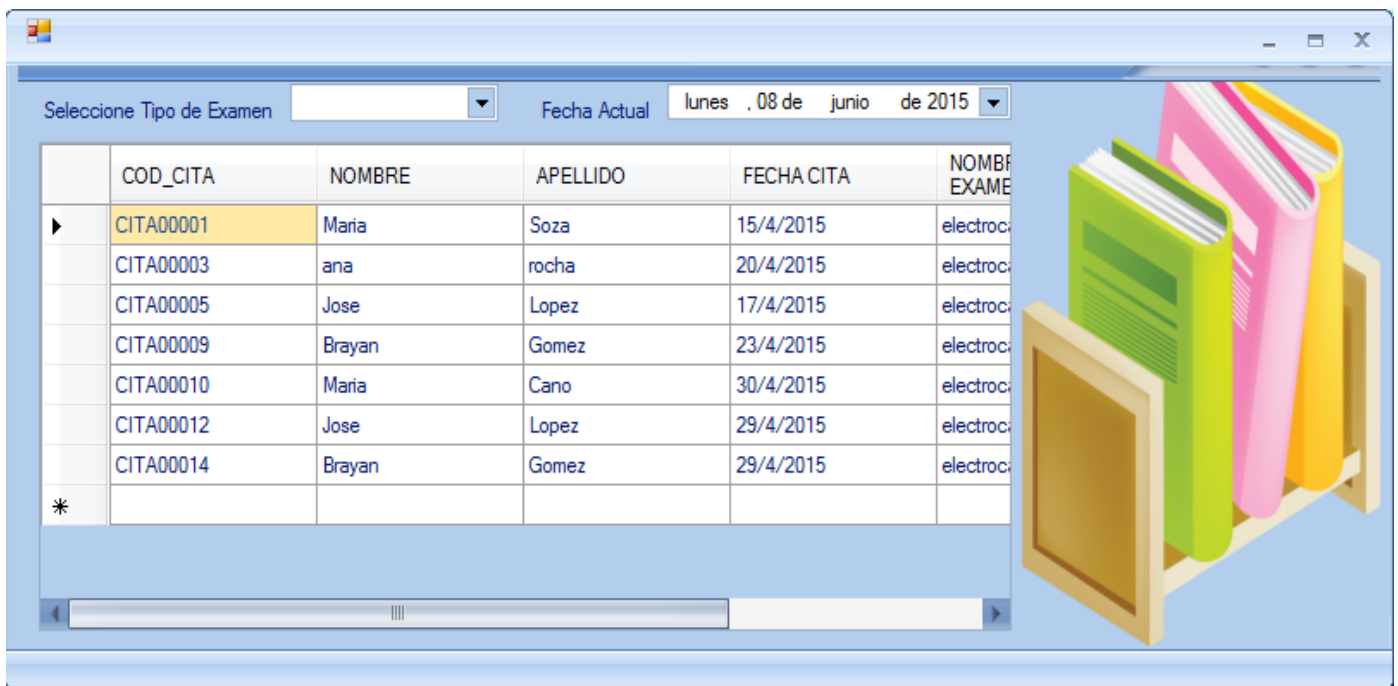 Seleccione Tipo de Examen Fecha Actual lunes , 08 de junio de 2015
COD_CITA NOMBRE APELLIDO FECHA CITA
CITA00001 Maria Soza 15/4/2015
CITA00003 ana rocha 20/4/2015
CITA00005 Jose Lopez 17/4/2015
CITA00009 Brayan Gomez 23/4/2015
CITA00010 Maria Cano 30/4/2015
CITA00012 Jose Lopez 29/4/2015
CITA00014 Brayan Gomez 29/4/2015